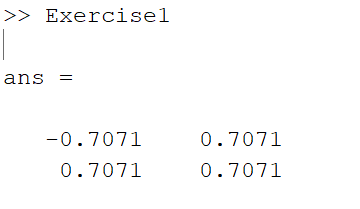 >> Exercise1
ans =
-0.7071 0.7071
0.7071 0.7071